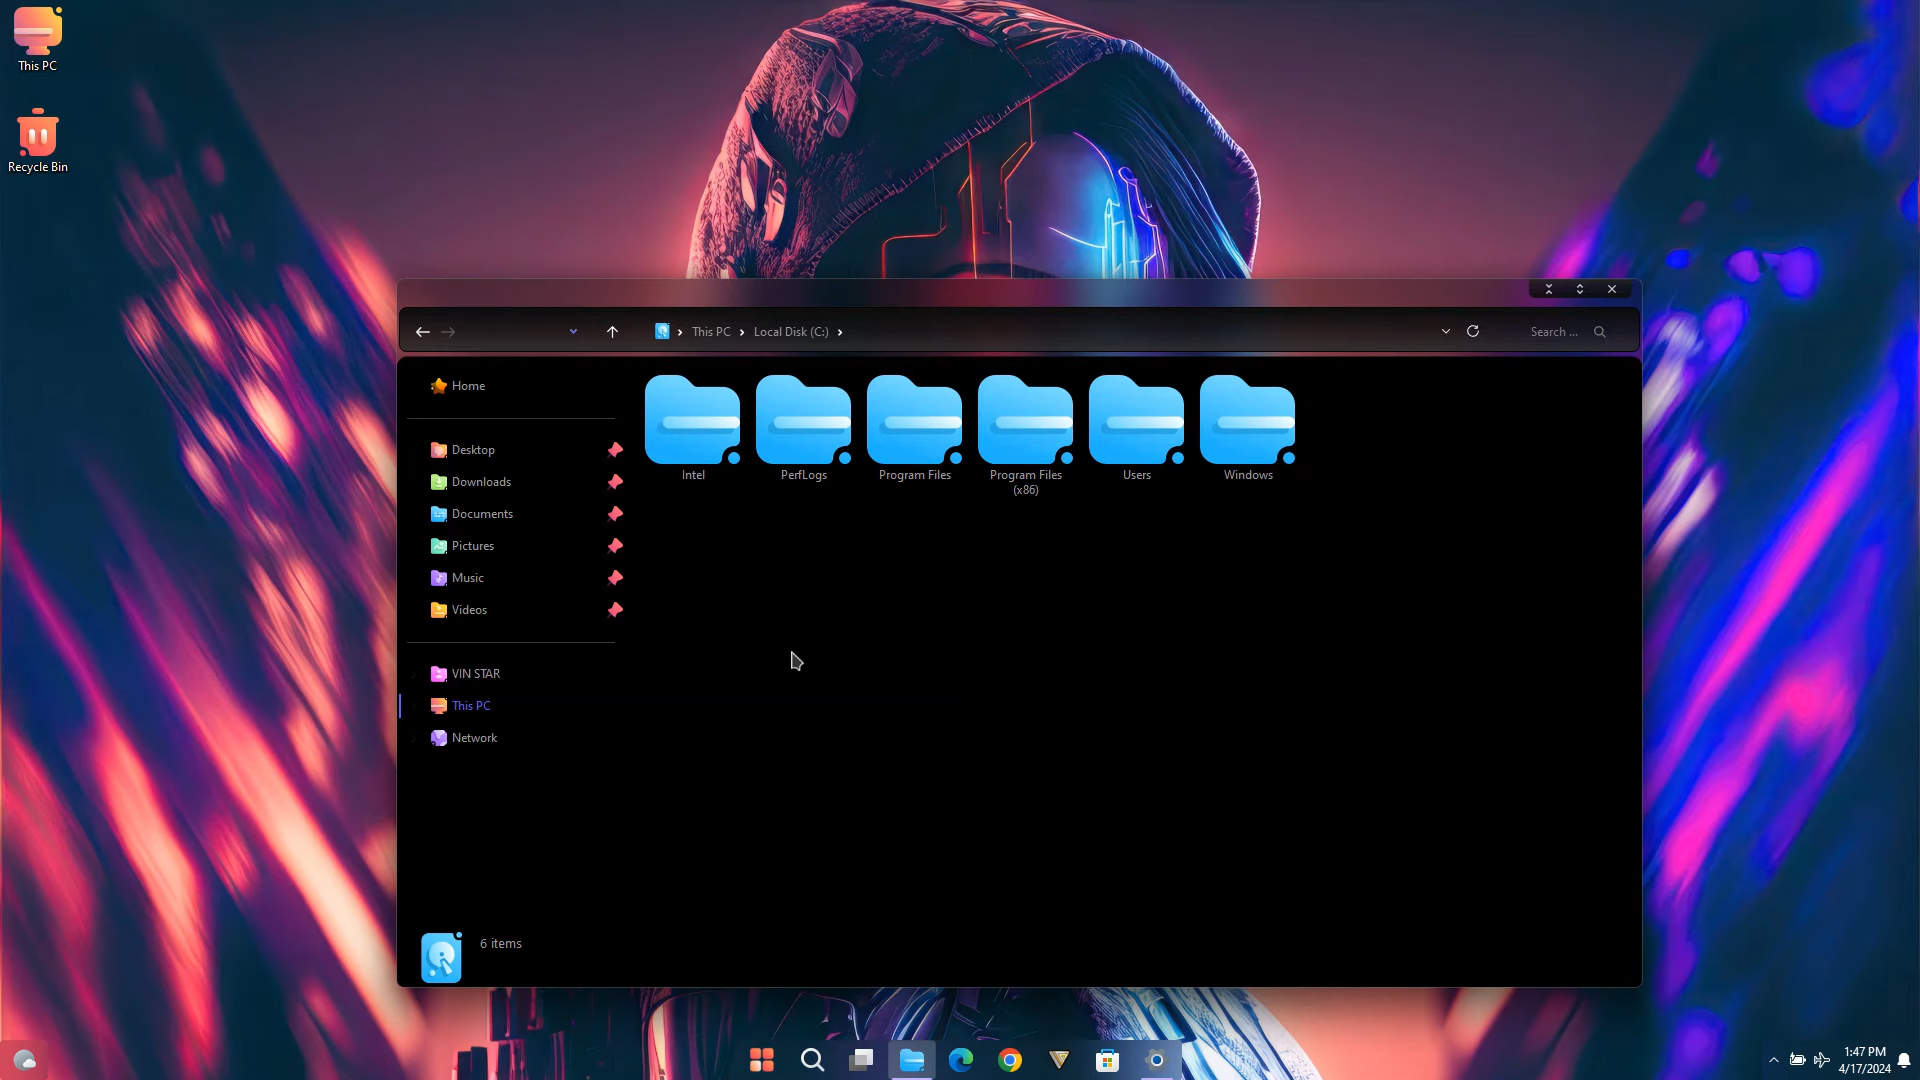 This PC
Recycle Bin
This PC
Local Disk (C:)
Search ...
Home
Desktop
Downloads
Documents
Pictures
Music
Videos
VIN STAR
This PC
Network
Intel
PerfLogs
Program Files
Program Files
(x86)
Users
Windows
6 items
1:47 PM
4/17/2024